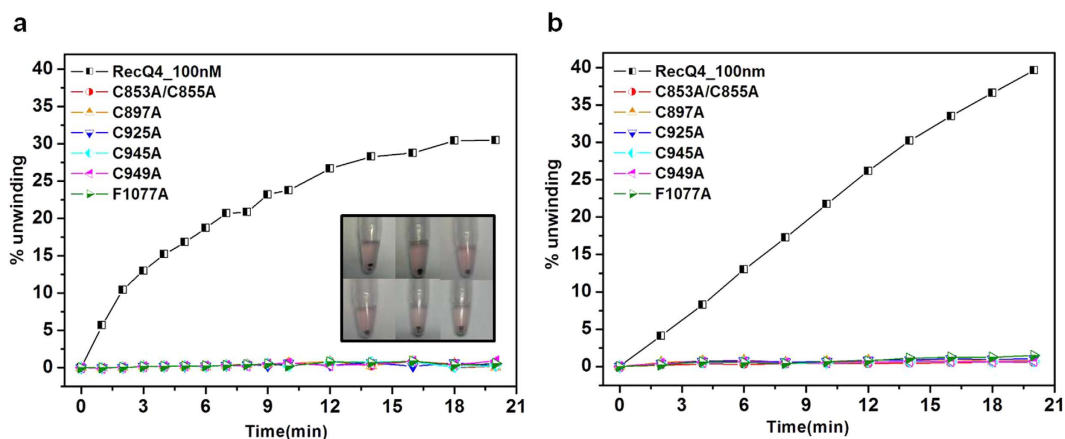 a
40
35
30
25
20
15
10
5
0
% unwinding
RecQ4_100nM
C853A/C855A
C897A
C925A
C945A
C949A
F1077A
0 3 6 9 12 15 18 21
Time(min)
b
40
35
30
25
20
15
10
5
0
% unwinding
RecQ4_100nm
C853A/C855A
C897A
C925A
C945A
C949A
F1077A
0 3 6 9 12 15 18 21
Time(min)